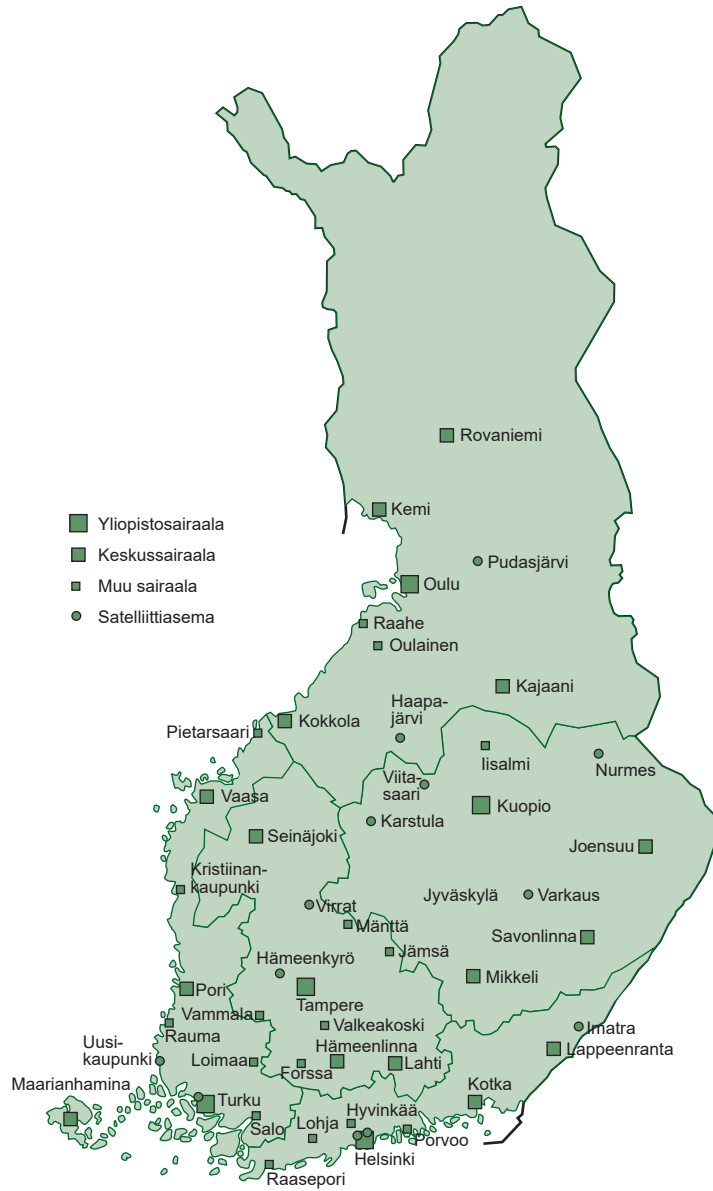 Rovaniemi
Kemi
Yliopistosairaala
Keskussairaala
Muu sairaala
Satelliittiasema
Pudasjärvi
Oulu
Raahe
Oulainen
Kajaani
Haapa-
järvi
Kokkola
Pietarsaari
Iisalmi
Nurmes
Viita-
saari
Vaasa
Kuopio
Karstula
Seinäjoki
Joensuu
Kristiinan-
kaupunki
Jyväskylä
Varkaus
Virrat
Mänttä
Savonlinna
Jämsä
Hämeenkyrö
Mikkeli
Pori
Tampere
Vammala
Valkeakoski
Imatra
Rauma
Uusi-
kaupunki
Hämeenlinna
Lappeenranta
Loimaa
Forssa
Lahti
Maarianhamina
Kotka
Turku
Salo
Lohja
Hyvinkää
Porvoo
Helsinki
Raasepori